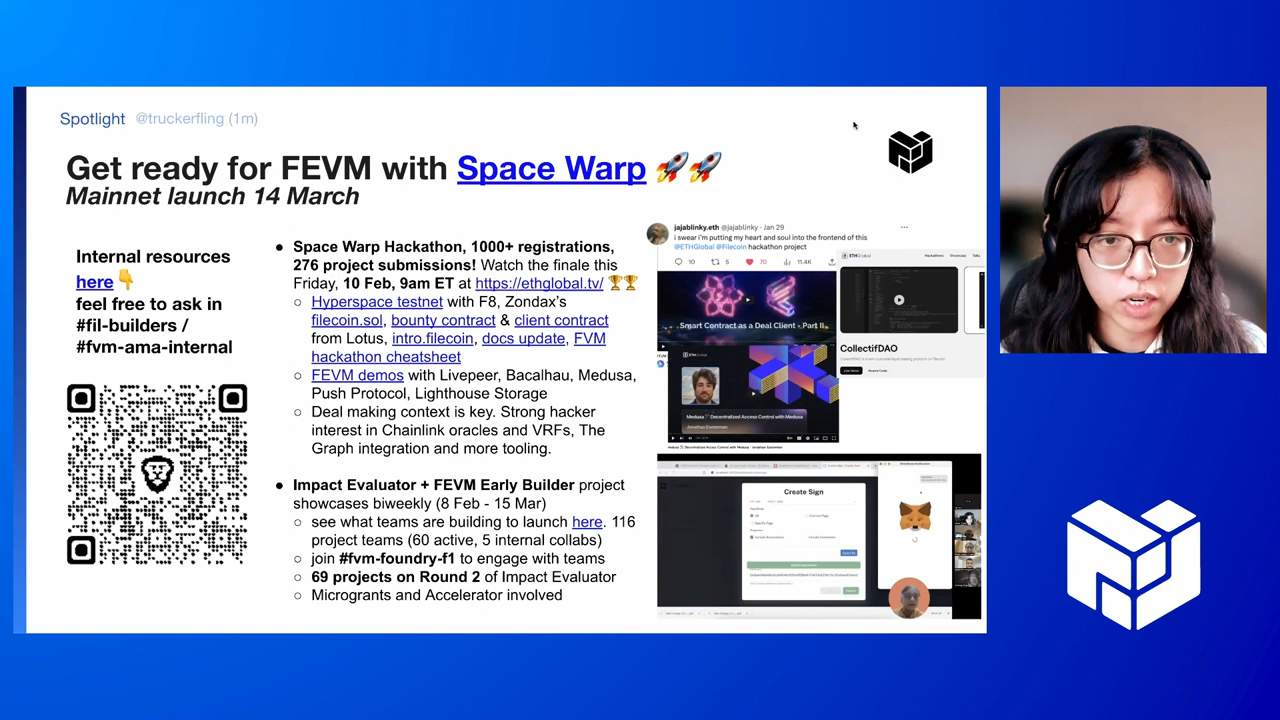 Spotlight @truckerfling (1m)
Get ready for FEVM with Space Warp 🚀🚀
Mainnet launch 14 March
Internal resources
here 👇
feel free to ask in
#fil-builders /
#fvm-ama-internal
● Space Warp Hackathon, 1000+ registrations,
276 project submissions! Watch the finale this
Friday, 10 Feb, 9am ET at https://ethglobal.tv/ 🏆🏆
○ Hyperspace testnet with F8, Zondax’s
filecoin.sol, bounty contract & client contract
from Lotus, intro.filecoin, docs update, FVM
hackathon cheatsheet
○ FEVM demos with Livepeer, Bacalhau, Medusa,
Push Protocol, Lighthouse Storage
○ Deal making context is key. Strong hacker
interest in Chainlink oracles and VRFs, The
Graph integration and more tooling.
● Impact Evaluator + FEVM Early Builder project
showcases biweekly (8 Feb - 15 Mar)
○ see what teams are building to launch here. 116
project teams (60 active, 5 internal collabs)
○ join #fvm-foundry-f1 to engage with teams
○ 69 projects on Round 2 of Impact Evaluator
○ Microgrants and Accelerator involved
jajablinky.eth @jajablinky · Jan 29
i swear i'm putting my heart and soul into the frontend of this
@ETHGlobal @Filecoin hackathon project
10 5 70 11.4K
Smart Contract as a Deal Client - Part II
ETHGlobal
Jonathan Easterman
CollectifDAO
Create Sign